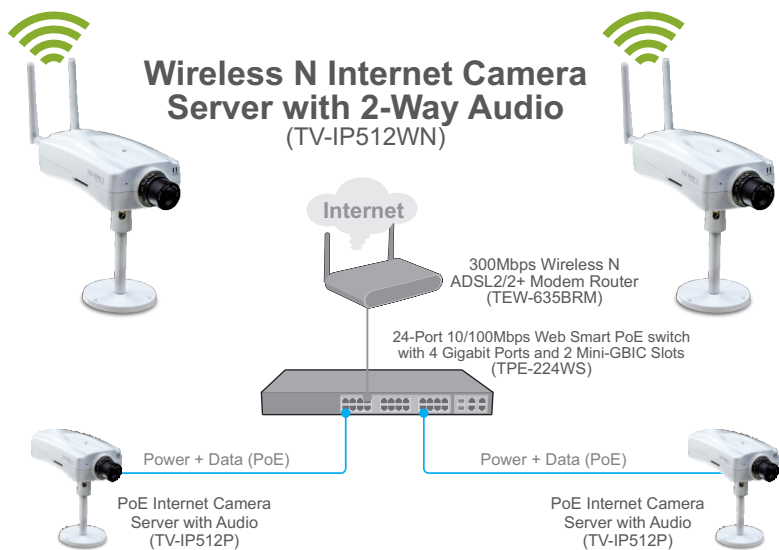 Wireless N Internet Camera
Server with 2-Way Audio
(TV-IP512WN)
Internet
300Mbps Wireless N
ADSL2/2+ Modem Router
(TEW-635BRM)
24-Port 10/100Mbps Web Smart PoE switch
with 4 Gigabit Ports and 2 Mini-GBIC Slots
(TPE-224WS)
Power + Data (PoE)
Power + Data (PoE)
PoE Internet Camera
Server with Audio
(TV-IP512P)
PoE Internet Camera
Server with Audio
(TV-IP512P)